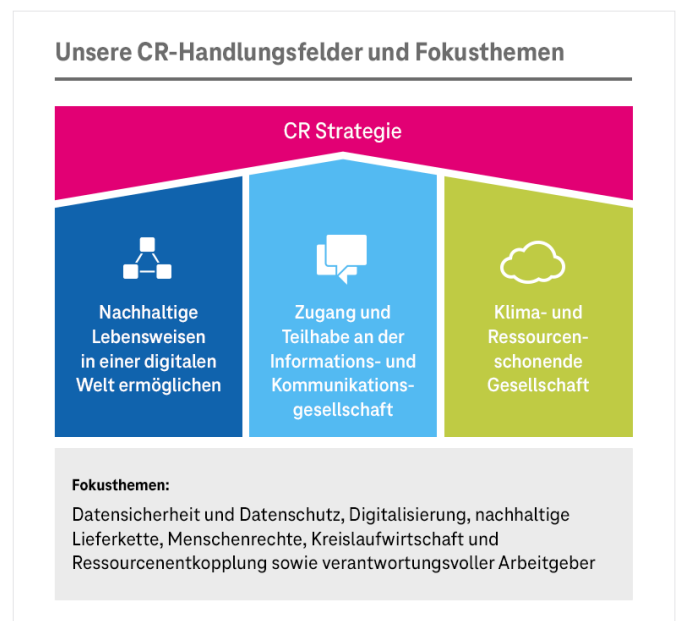 Unsere CR-Handlungsfelder und Fokusthemen
CR Strategie
Nachhaltige
Lebensweisen
in einer digitalen
Welt ermöglichen
Zugang und
Teilhabe an der
Informations- und
Kommunikations-
gesellschaft
Klima- und
Ressourcen-
schonende
Gesellschaft
Fokusthemen:
Datensicherheit und Datenschutz, Digitalisierung, nachhaltige
Lieferkette, Menschenrechte, Kreislaufwirtschaft und
Ressourcenentkopplung sowie verantwortungsvoller Arbeitgeber